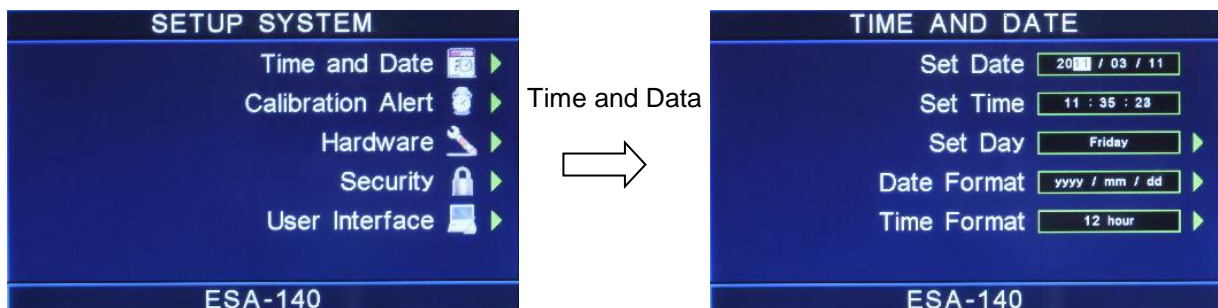 SETUP SYSTEM
Time and Date
Calibration Alert
Hardware
Security
User Interface
ESA-140
Time and Data
TIME AND DATE
Set Date 2011 / 03 / 11
Set Time 11 : 35 : 23
Set Day Friday
Date Format yyyy / mm / dd
Time Format 12 hour
ESA-140